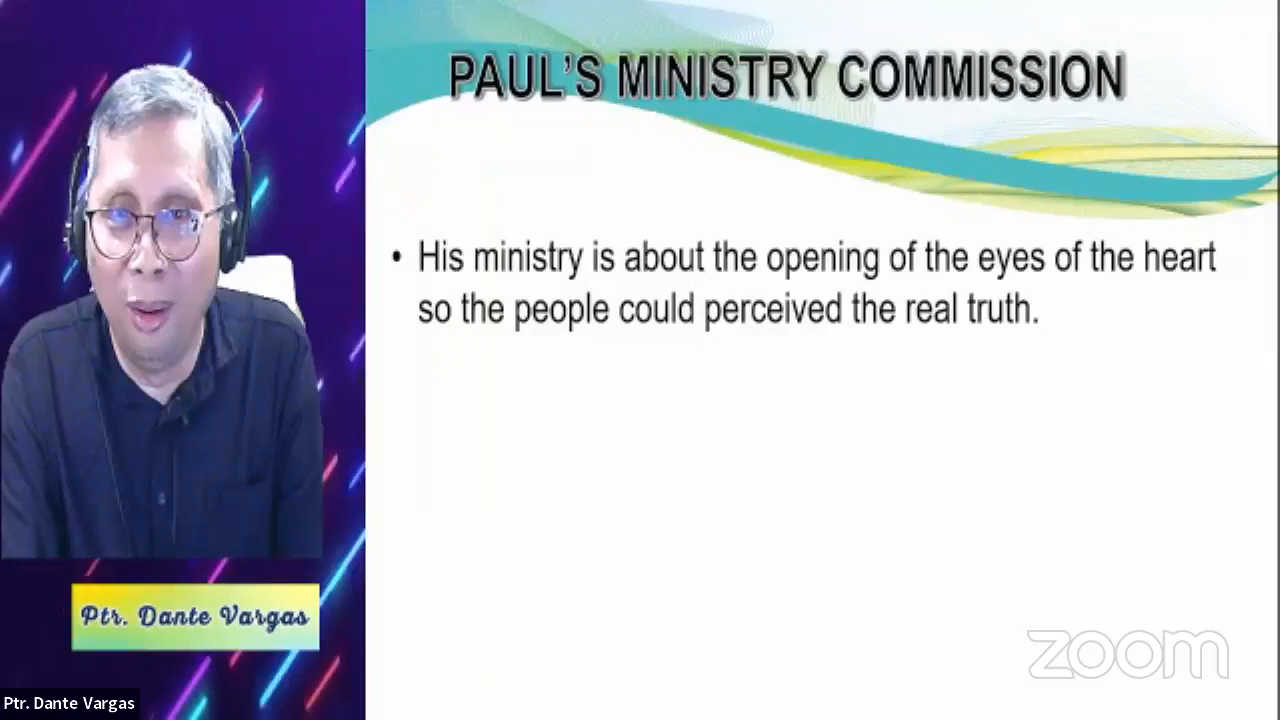 PAUL'S MINISTRY COMMISSION
• His ministry is about the opening of the eyes of the heart
so the people could perceived the real truth.
Ptr. Dante Vargas
zoom
Ptr. Dante Vargas